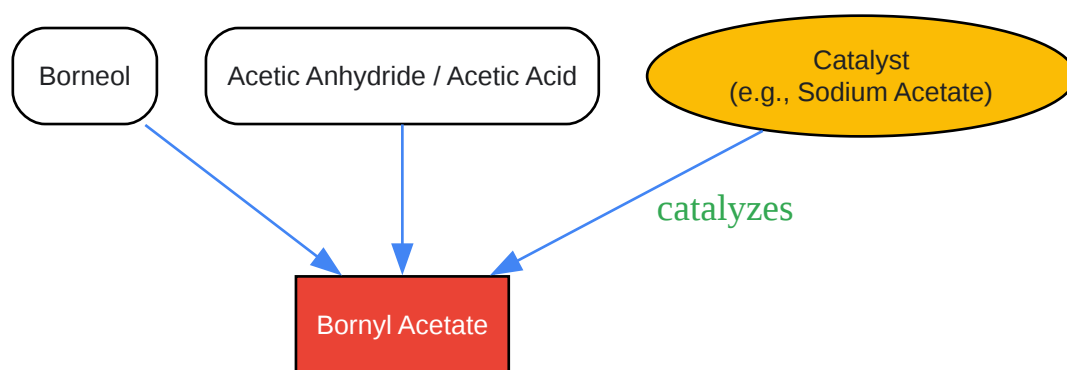 Borneol
Acetic Anhydride / Acetic Acid
Catalyst
(e.g., Sodium Acetate)
catalyzes
Bornyl Acetate